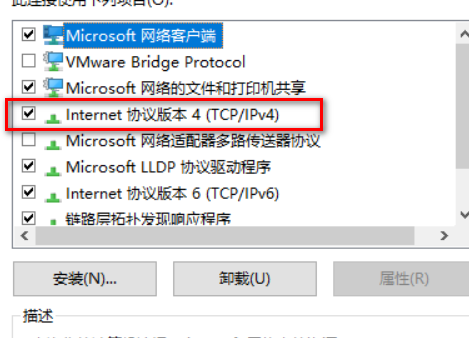 此连接使用下列项目(O):
Microsoft 网络客户端
VMware Bridge Protocol
Microsoft 网络的文件和打印机共享
Internet 协议版本 4 (TCP/IPv4)
Microsoft 网络适配器多路传送器协议
Microsoft LLDP 协议驱动程序
Internet 协议版本 6 (TCP/IPv6)
链路层拓扑发现响应程序
安装(N)...
卸载(U)
属性(R)
描述